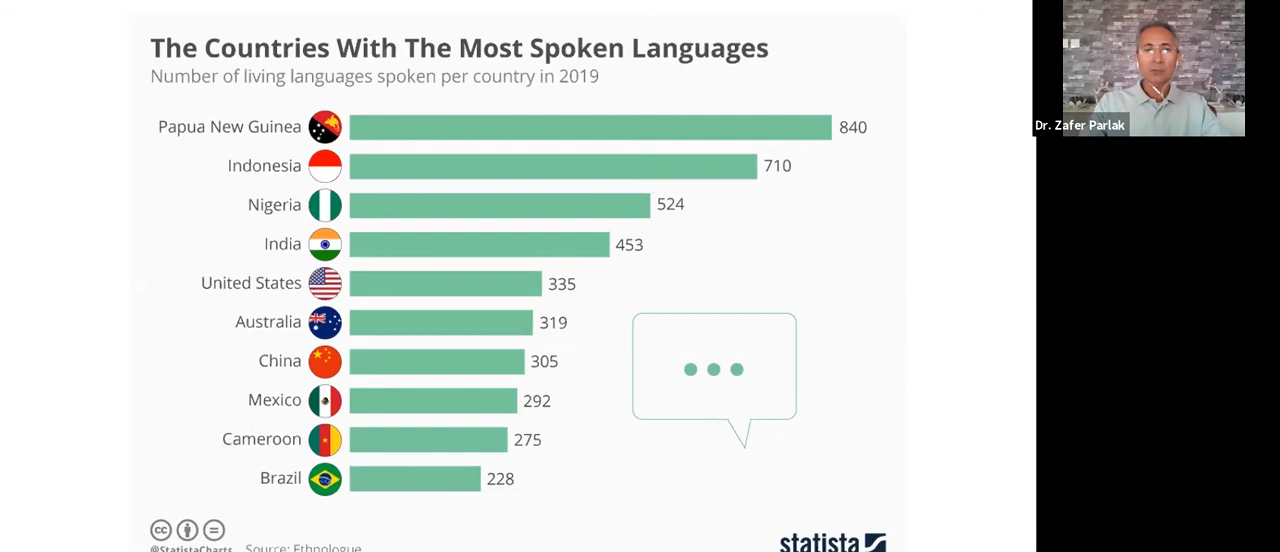 The Countries With The Most Spoken Languages
Number of living languages spoken per country in 2019
Papua New Guinea 840
Indonesia 710
Nigeria 524
India 453
United States 335
Australia 319
China 305
Mexico 292
Cameroon 275
Brazil 228
cc
@StatistaCharts Source: Ethnologue
statista
Dr. Zafer Parlak